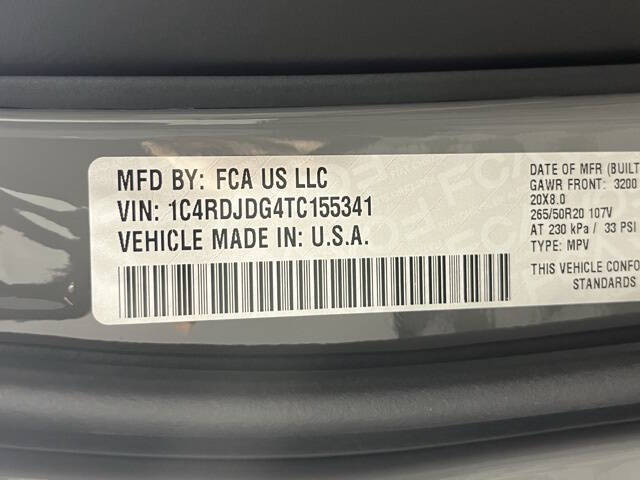 MFD BY: FCA US LLC
VIN: 1C4RDJDG4TC155341
VEHICLE MADE IN: U.S.A.
DATE OF MFR (BUILT
GAWR FRONT: 3200
20X8.0
265/50R20 107V
AT 230 kPa / 33 PSI
TYPE: MPV
THIS VEHICLE CONFO
STANDARDS